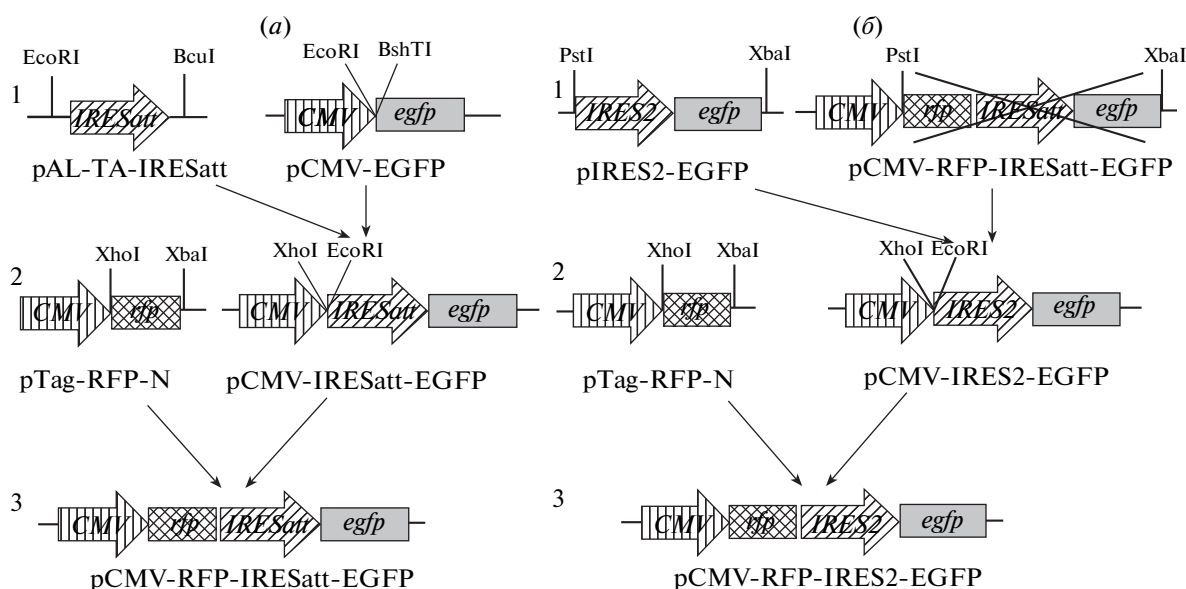 (а)
EcoRI BcuI
EcoRI BshTI
1
IRESatt
CMV egfp
pAL-TA-IRESatt
pCMV-EGFP
XhoI XbaI
XhoI EcoRI
2
CMV rfp
CMV IRESatt egfp
pTag-RFP-N
pCMV-IRESatt-EGFP
3
CMV rfp IRESatt egfp
pCMV-RFP-IRESatt-EGFP
(б)
PstI XbaI
PstI XbaI
1
IRES2 egfp
CMV rfp IRESatt egfp
pIRES2-EGFP
pCMV-RFP-IRESatt-EGFP
XhoI XbaI
XhoI EcoRI
2
CMV rfp
CMV IRES2 egfp
pTag-RFP-N
pCMV-IRES2-EGFP
3
CMV rfp IRES2 egfp
pCMV-RFP-IRES2-EGFP